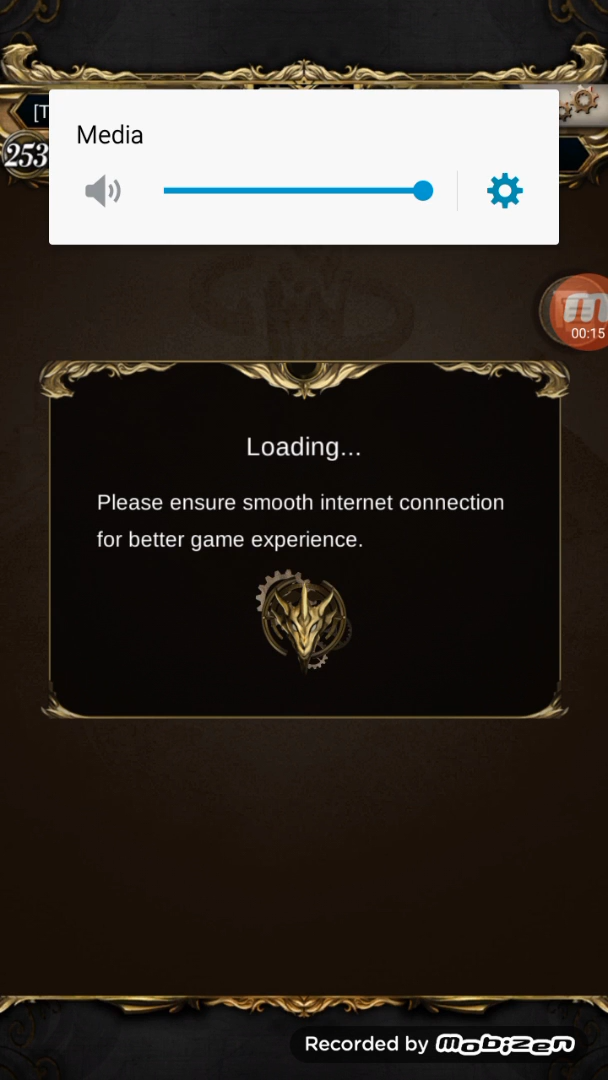 Media
[T
253
00:15
Loading...
Please ensure smooth internet connection
for better game experience.
Recorded by Mobizen